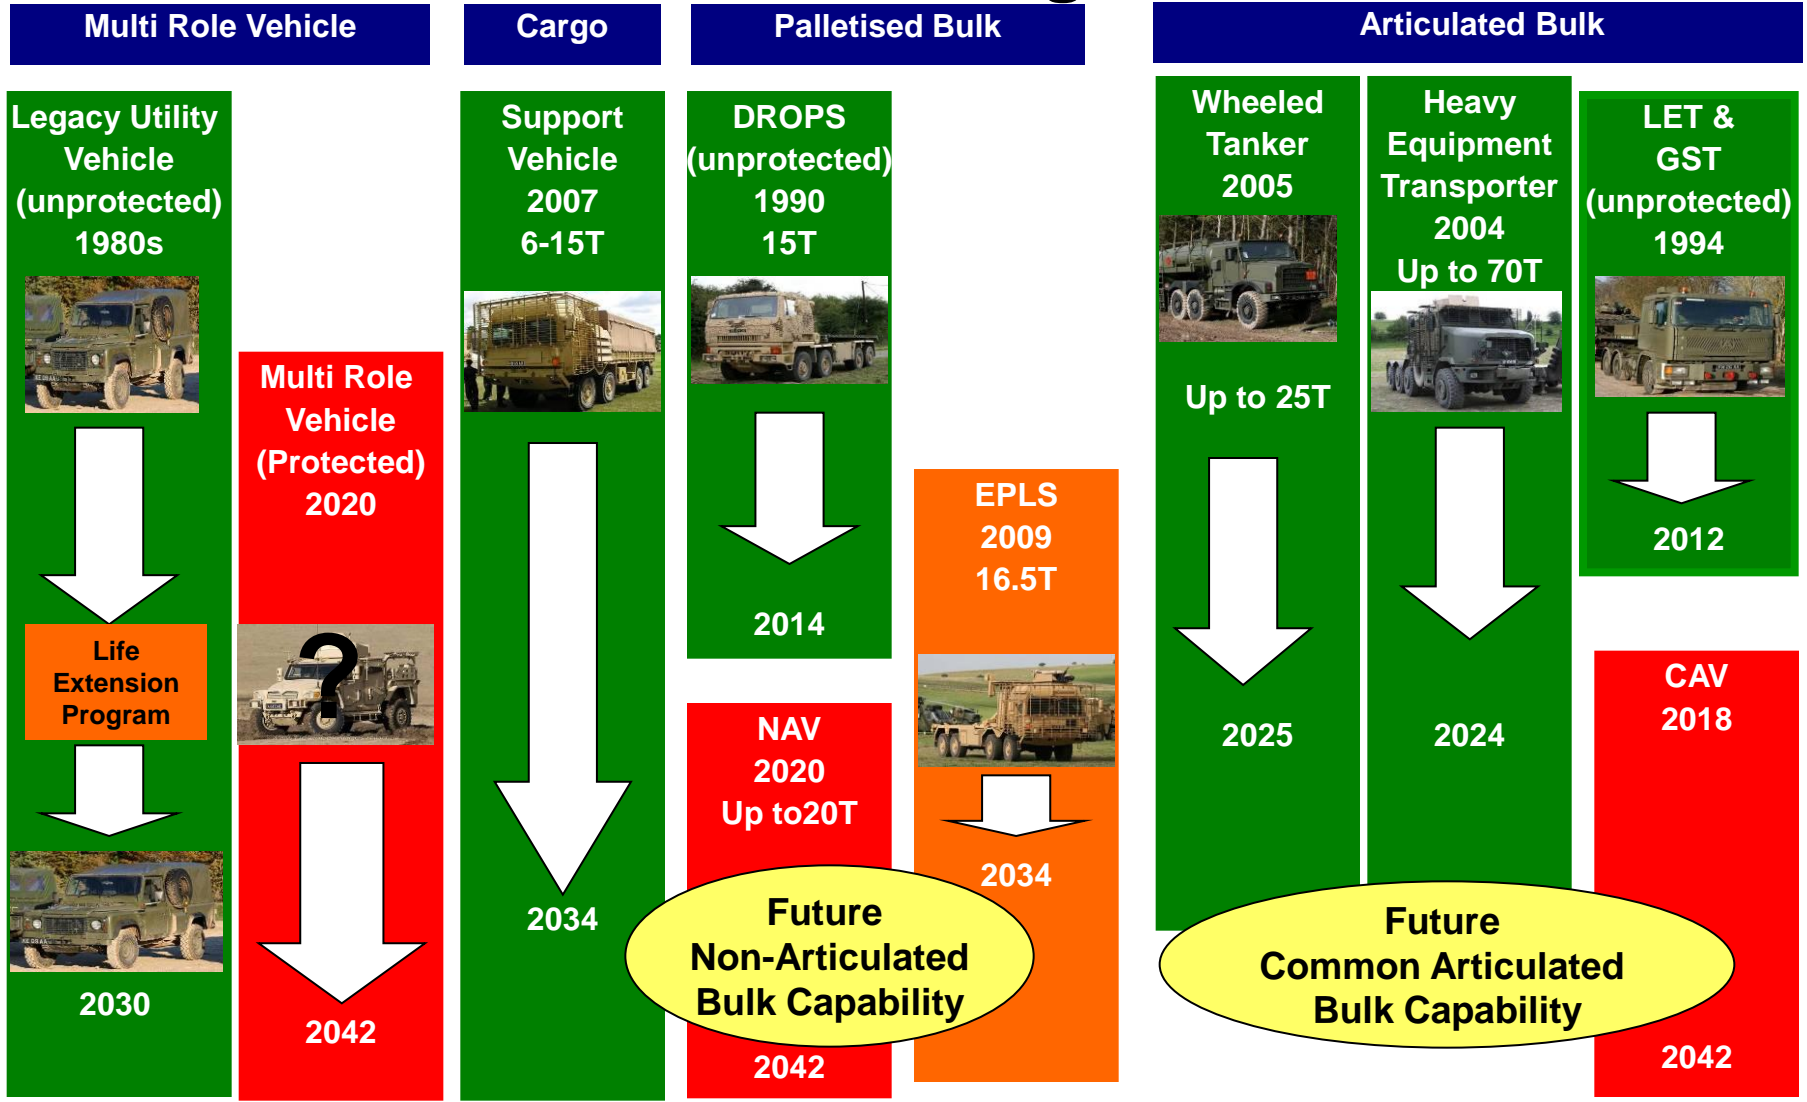 Multi Role Vehicle
Cargo
Palletised Bulk
Articulated Bulk
Legacy Utility
Vehicle
(unprotected)
1980s
Life
Extension
Program
2030
Multi Role
Vehicle
(Protected)
2020
?
2042
Support
Vehicle
2007
6-15T
2034
DROPS
(unprotected)
1990
15T
2014
NAV
2020
Up to20T
2042
EPLS
2009
16.5T
2034
Future
Non-Articulated
Bulk Capability
Wheeled
Tanker
2005
Up to 25T
2025
Heavy
Equipment
Transporter
2004
Up to 70T
2024
LET &
GST
(unprotected)
1994
2012
CAV
2018
2042
Future
Common Articulated
Bulk Capability